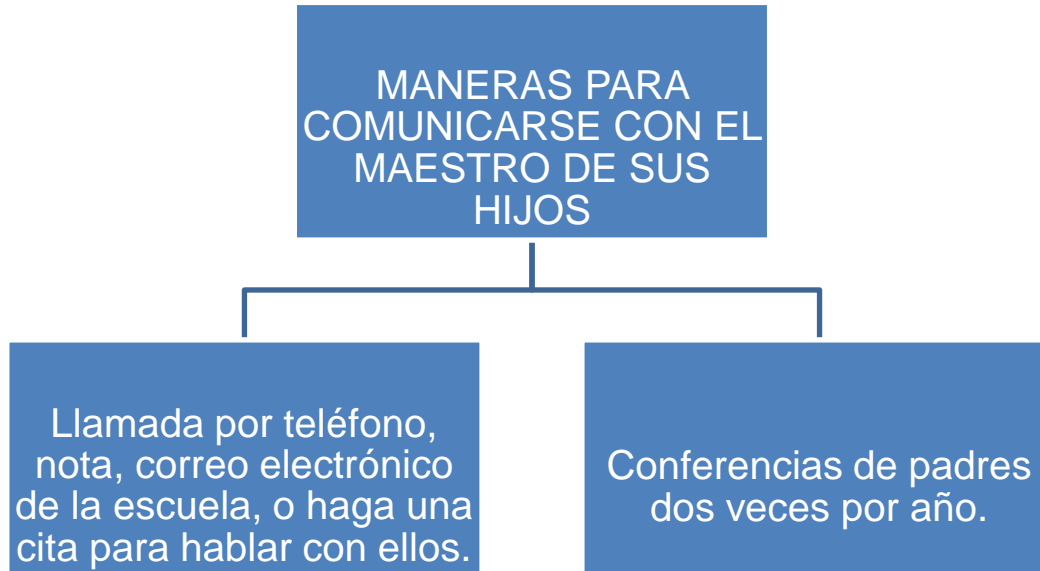 MANERAS PARA
COMUNICARSE CON EL
MAESTRO DE SUS
HIJOS
Llamada por teléfono,
nota, correo electrónico
de la escuela, o haga una
cita para hablar con ellos.
Conferencias de padres
dos veces por año.